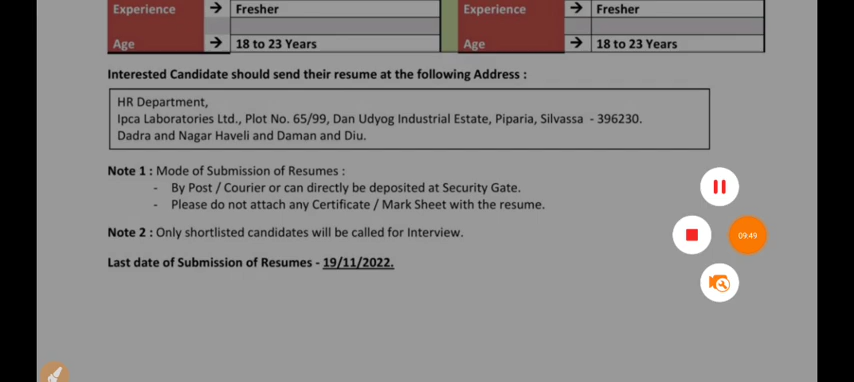 Experience → Fresher Experience → Fresher
Age → 18 to 23 Years Age → 18 to 23 Years
Interested Candidate should send their resume at the following Address :
HR Department,
Ipca Laboratories Ltd., Plot No. 65/99, Dan Udyog Industrial Estate, Piparia, Silvassa - 396230.
Dadra and Nagar Haveli and Daman and Diu.
Note 1 : Mode of Submission of Resumes :
- By Post / Courier or can directly be deposited at Security Gate.
- Please do not attach any Certificate / Mark Sheet with the resume.
09:49
Note 2 : Only shortlisted candidates will be called for Interview.
Last date of Submission of Resumes - 19/11/2022.